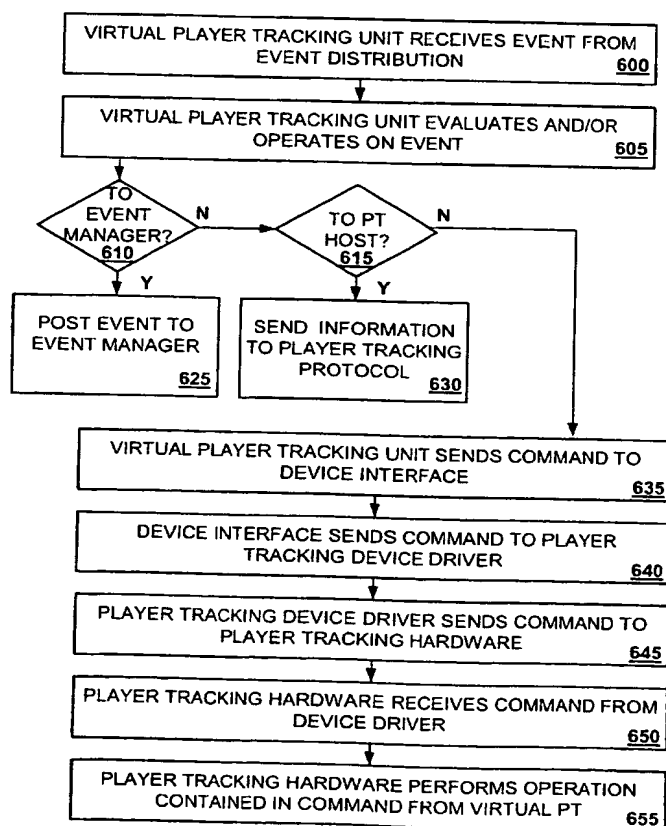 VIRTUAL PLAYER TRACKING UNIT RECEIVES EVENT FROM
EVENT DISTRIBUTION
600
VIRTUAL PLAYER TRACKING UNIT EVALUATES AND/OR
OPERATES ON EVENT
605
TO
EVENT
MANAGER?
610
N
Y
TO PT
HOST?
615
N
Y
POST EVENT TO
EVENT MANAGER
625
SEND INFORMATION
TO PLAYER TRACKING
PROTOCOL
630
VIRTUAL PLAYER TRACKING UNIT SENDS COMMAND TO
DEVICE INTERFACE
635
DEVICE INTERFACE SENDS COMMAND TO PLAYER
TRACKING DEVICE DRIVER
640
PLAYER TRACKING DEVICE DRIVER SENDS COMMAND TO
PLAYER TRACKING HARDWARE
645
PLAYER TRACKING HARDWARE RECEIVES COMMAND FROM
DEVICE DRIVER
650
PLAYER TRACKING HARDWARE PERFORMS OPERATION
CONTAINED IN COMMAND FROM VIRTUAL PT
655